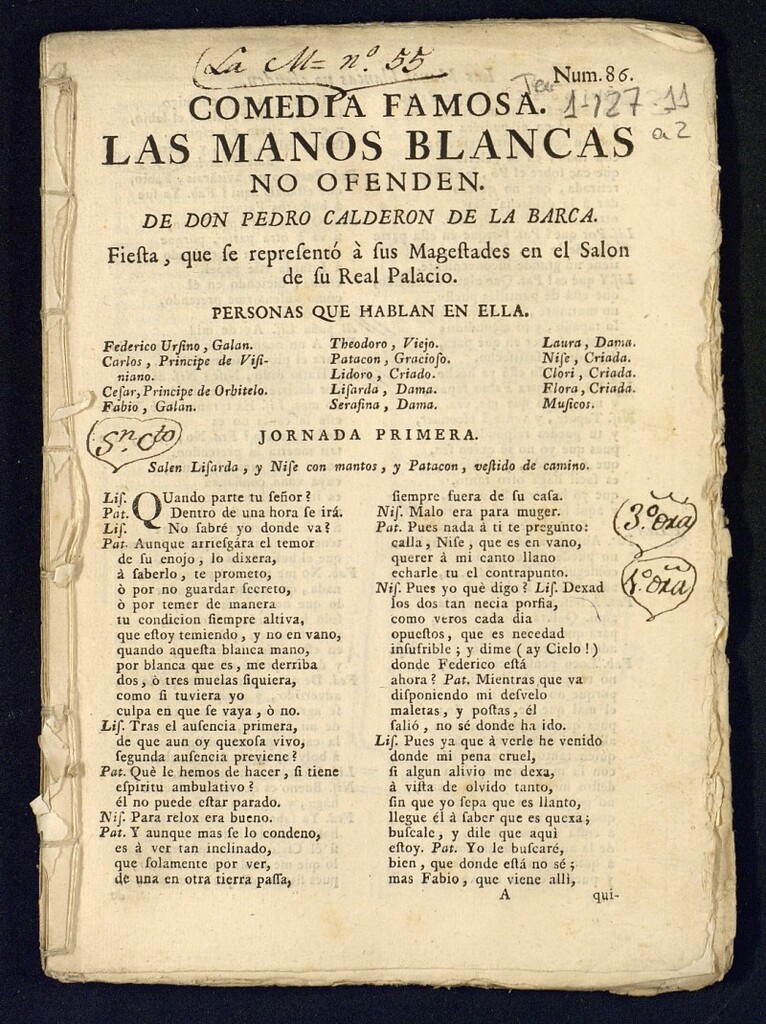 La M= nº 55
Num. 86.
Tea
1-127-11
a 2
COMEDIA FAMOSA.
LAS MANOS BLANCAS
NO OFENDEN.
DE DON PEDRO CALDERON DE LA BARCA.
Fieſta, que ſe repreſentó à ſus Mageſtades en el Salon
de ſu Real Palacio.
PERSONAS QUE HABLAN EN ELLA.
Federico Urſino, Galan.
Carlos, Principe de Viſi-
niano.
Ceſar, Principe de Orbitelo.
Fabio, Galan.
Theodoro, Viejo.
Patacon, Gracioſo.
Lidoro, Criado.
Liſarda, Dama.
Serafina, Dama.
Laura, Dama.
Niſe, Criada.
Clori, Criada.
Flora, Criada.
Muſicos.
JORNADA PRIMERA.
Salen Liſarda, y Niſe con mantos, y Patacon, veſtido de camino.
Liſ. QUando parte tu ſeñor?
Pat. Dentro de una hora ſe irá.
Liſ. No ſabré yo donde va?
Pat. Aunque arrieſgára el temor
de ſu enojo, lo dixera,
à ſaberlo, te prometo,
ò por no guardar ſecreto,
ò por temer de manera
tu condicion ſiempre altiva,
que eſtoy temiendo, y no en vano,
quando aqueſta blanca mano,
por blanca que es, me derriba
dos, ò tres muelas ſiquiera,
como ſi tuviera yo
culpa en que ſe vaya, ò no.
Liſ. Tras el auſencia primera,
de que aun oy quexoſa vivo,
ſegunda auſencia previene?
Pat. Què le hemos de hacer, ſi tiene
eſpiritu ambulativo?
él no puede eſtar parado.
Niſ. Para relox era bueno.
Pat. Y aunque mas ſe lo condeno,
es à ver tan inclinado,
que ſolamente por ver,
de una en otra tierra paſſa,
ſiempre fuera de ſu caſa.
Niſ. Malo era para muger.
Pat. Pues nada à ti te pregunto:
calla, Niſe, que es en vano,
querer à mi canto llano
echarle tu el contrapunto.
Niſ. Pues yo què digo? Liſ. Dexad
los dos tan necia porfia,
como veros cada dia
opueſtos, que es necedad
inſufrible; y dime (ay Cielo!)
donde Federico eſtá
ahora? Pat. Mientras que va
diſponiendo mi deſvelo
maletas, y poſtas, él
ſalió, no sé donde ha ido.
Liſ. Pues ya que à verle he venido
donde mi pena cruel,
ſi algun alivio me dexa,
à viſta de olvido tanto,
ſin que yo ſepa que es llanto,
llegue él à ſaber que es quexa;
buſcale, y dile que aquì
eſtoy. Pat. Yo le buſcaré,
bien, que donde eſtá no sé;
mas Fabio, que viene allì,
A qui-